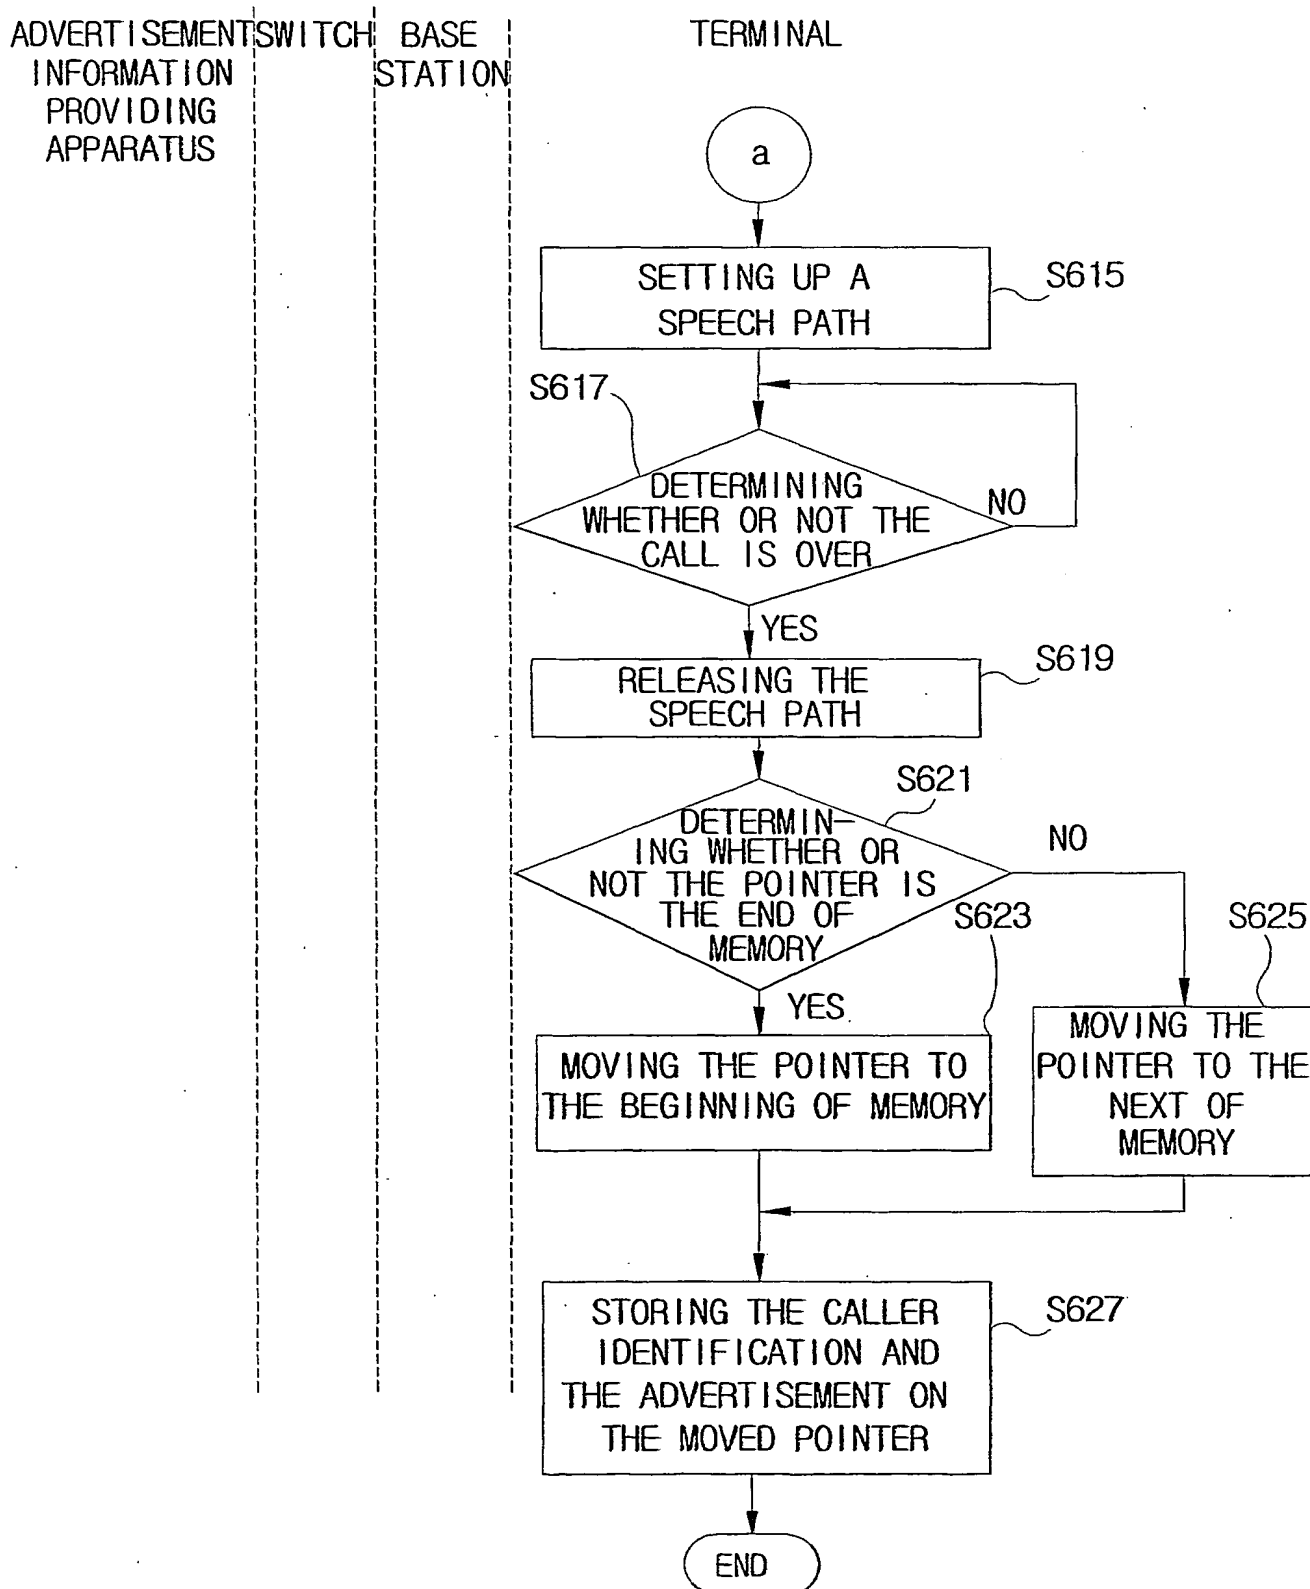 ADVERTISEMENT
INFORMATION
PROVIDING
APPARATUS
SWITCH
BASE
STATION
TERMINAL
a
SETTING UP A
SPEECH PATH
S615
S617
DETERMINING
WHETHER OR NOT THE
CALL IS OVER
NO
YES
RELEASING THE
SPEECH PATH
S619
S621
DETERMIN-
ING WHETHER OR
NOT THE POINTER IS
THE END OF
MEMORY
NO
YES
S623
MOVING THE POINTER TO
THE BEGINNING OF MEMORY
S625
MOVING THE
POINTER TO THE
NEXT OF
MEMORY
STORING THE CALLER
IDENTIFICATION AND
THE ADVERTISEMENT ON
THE MOVED POINTER
S627
END